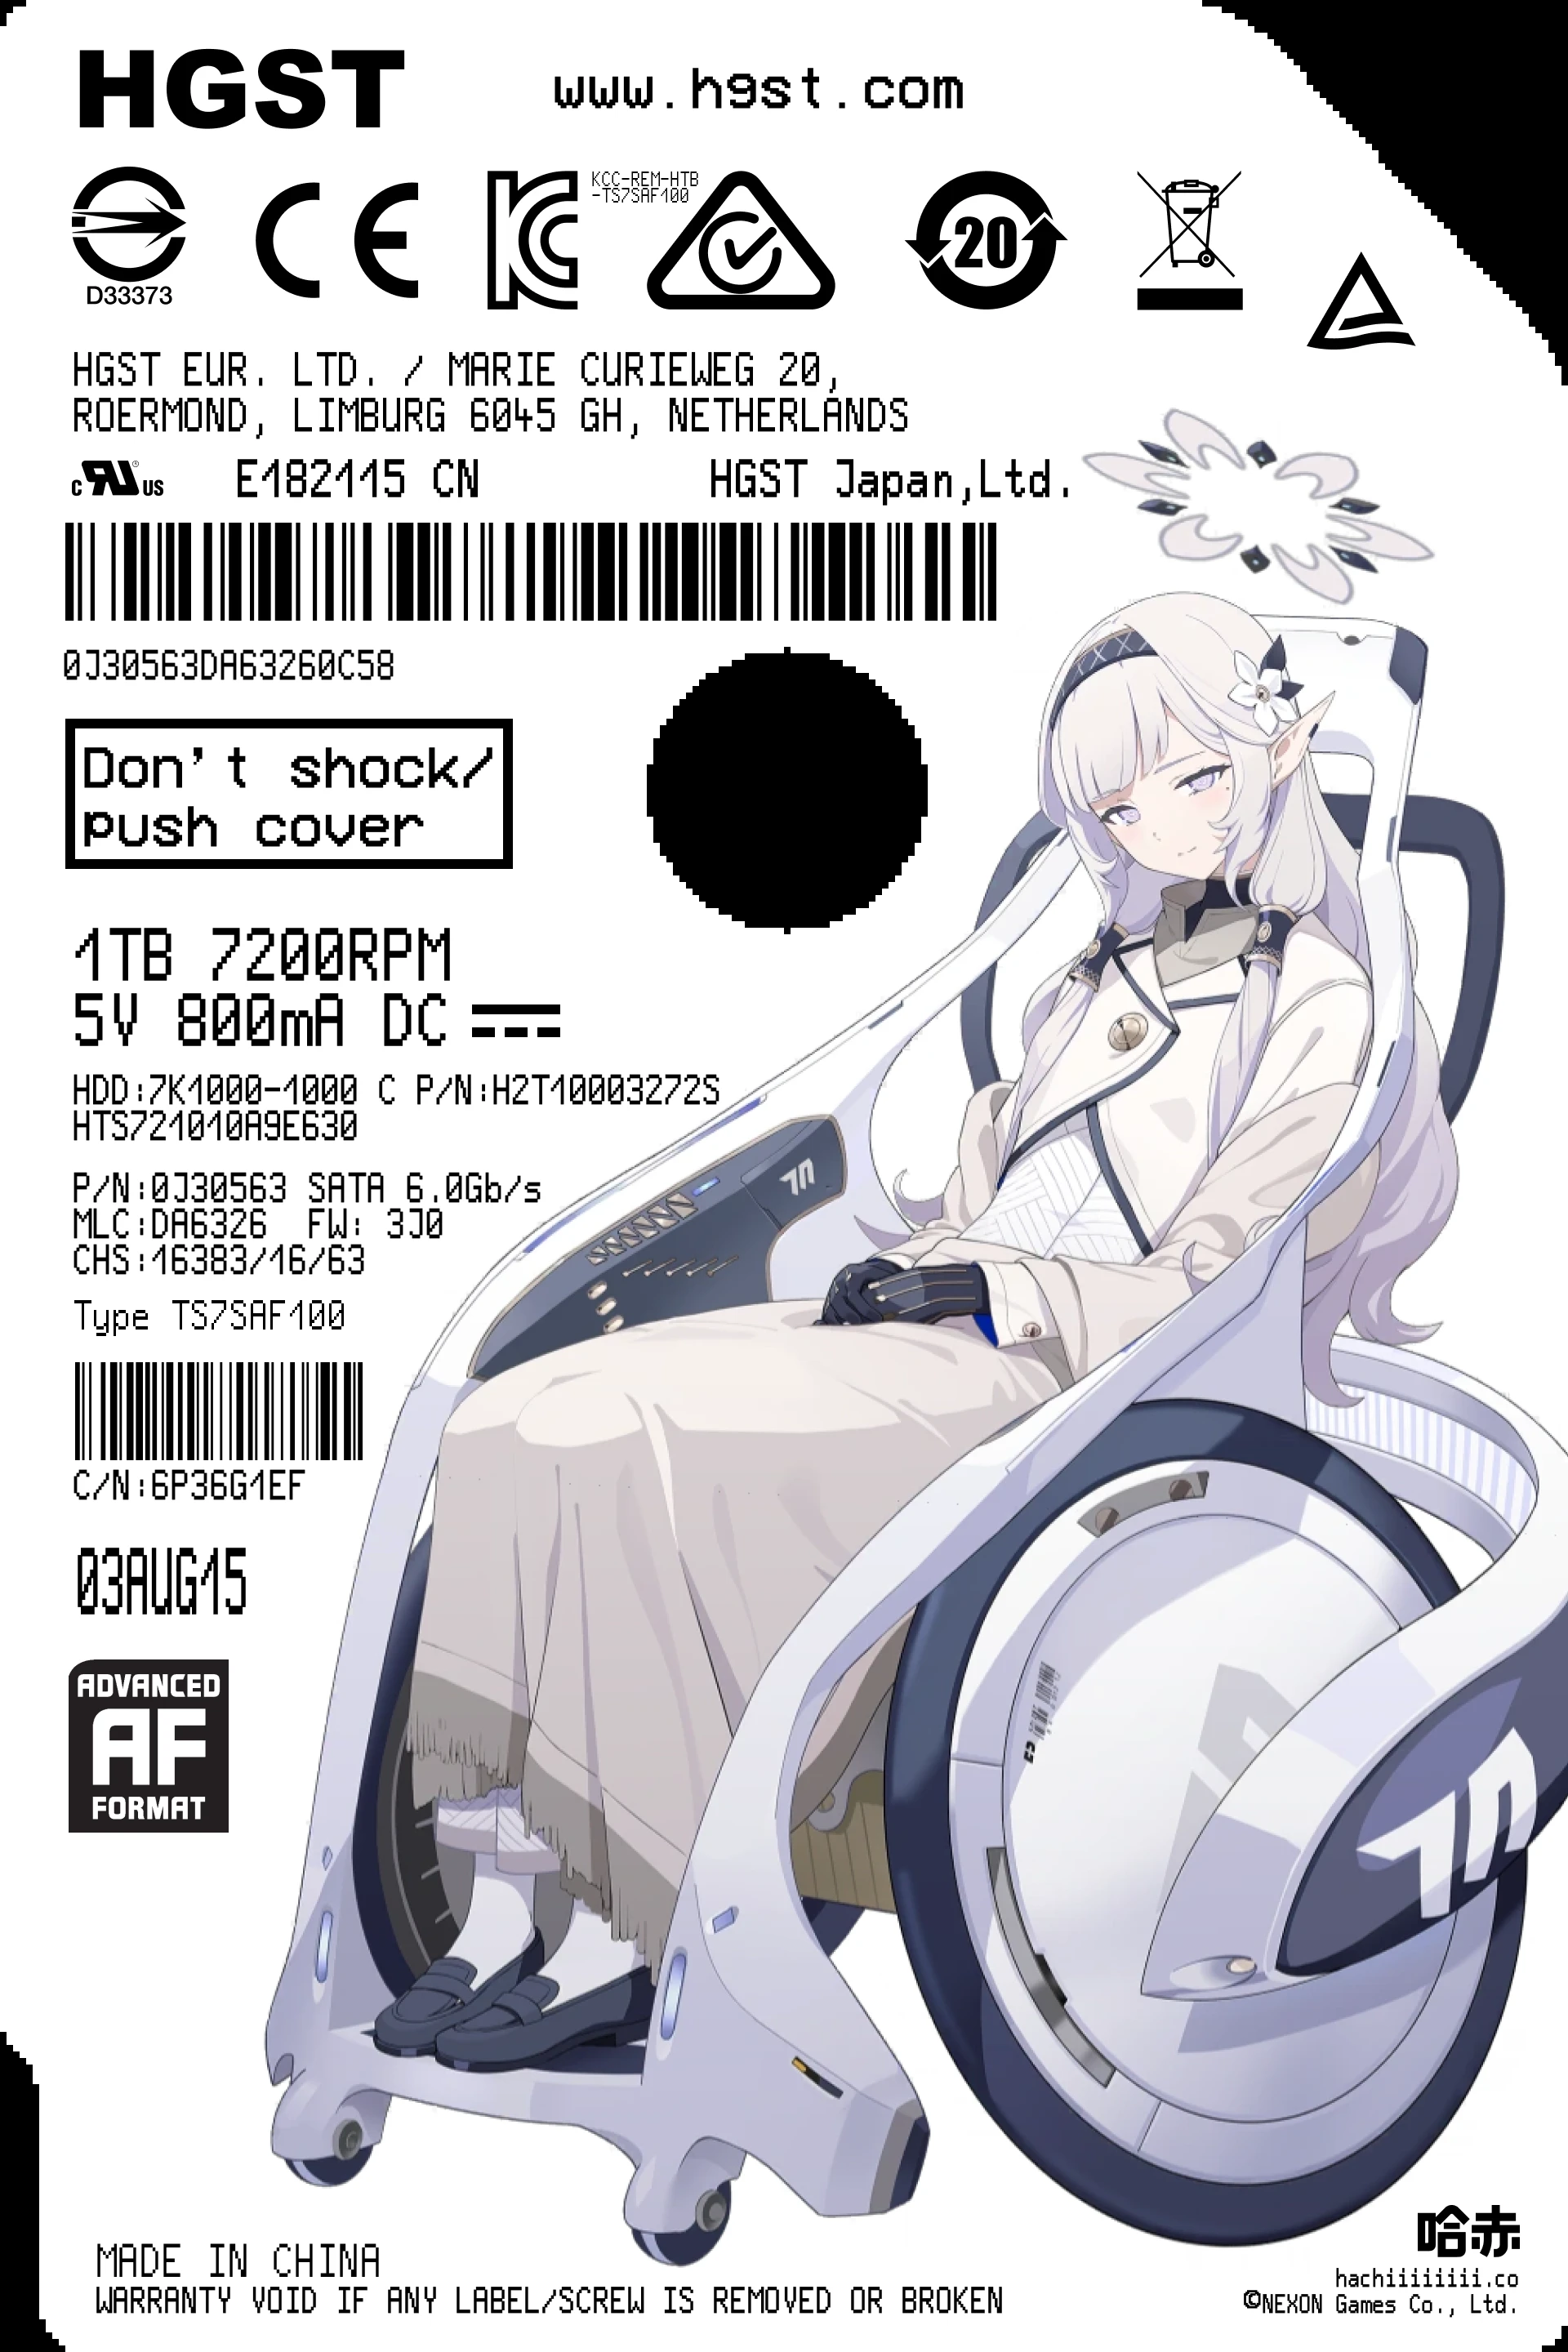 HGST
www.hgst.com
D33373
KCC-REM-HTB
-TS7SAF100
20
HGST EUR. LTD. / MARIE CURIEWEG 20,
ROERMOND, LIMBURG 6045 GH, NETHERLANDS
c RU ® US E182115 CN HGST Japan,Ltd.
0J30563DA63260C58
Don't shock/
push cover
1TB 7200RPM
5V 800mA DC
HDD:7K1000-1000 C P/N:H2T10003272S
HTS721010A9E630
P/N:0J30563 SATA 6.0Gb/s
MLC:DA6326 FW: 3J0
CHS:16383/16/63
Type TS7SAF100
C/N:6P36G1EF
03AUG15
ADVANCED
AF
FORMAT
MADE IN CHINA
WARRANTY VOID IF ANY LABEL/SCREW IS REMOVED OR BROKEN
哈赤
hachiiiiiiii.co
©NEXON Games Co., Ltd.